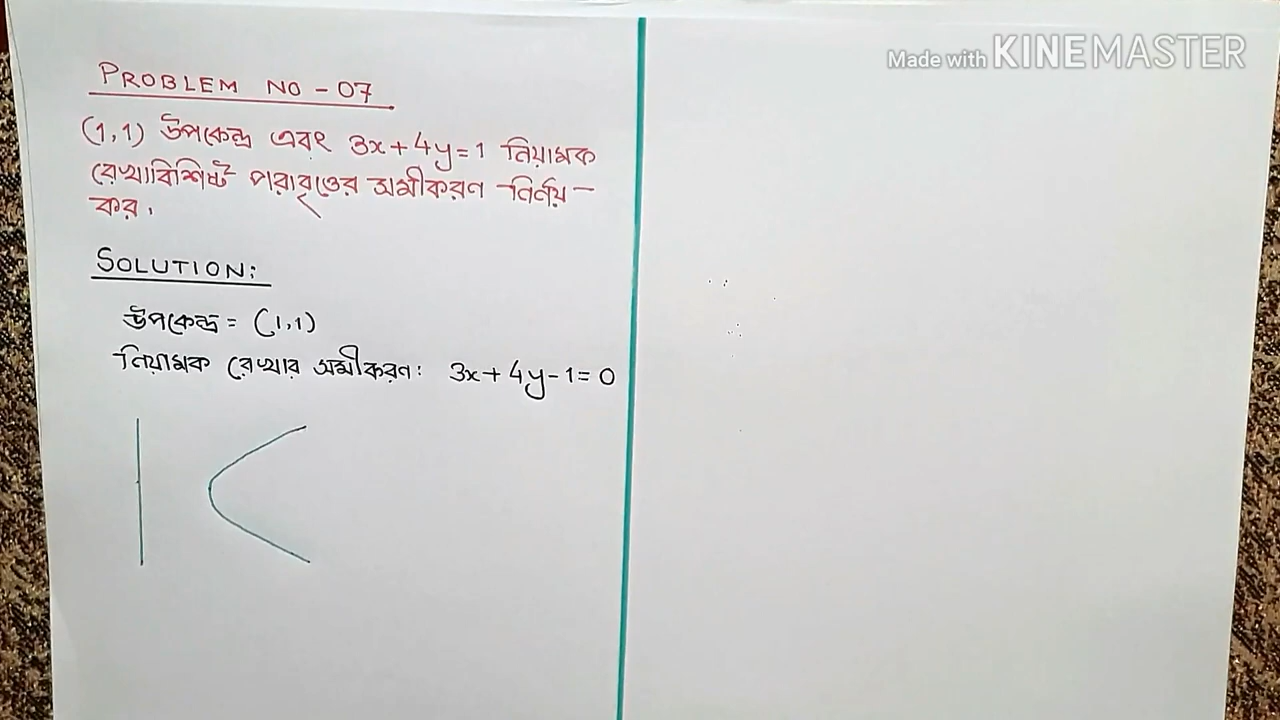 PROBLEM NO - 07
(1,1) উপকেন্দ্র এবং 3x+4y=1 নিয়ামক
রেখাবিশিষ্ট পরাবৃত্তের সমীকরণ নির্ণয়
কর।
SOLUTION:
উপকেন্দ্র = (1,1)
নিয়ামক রেখার সমীকরণ: 3x+4y-1=0
Made with KINEMASTER